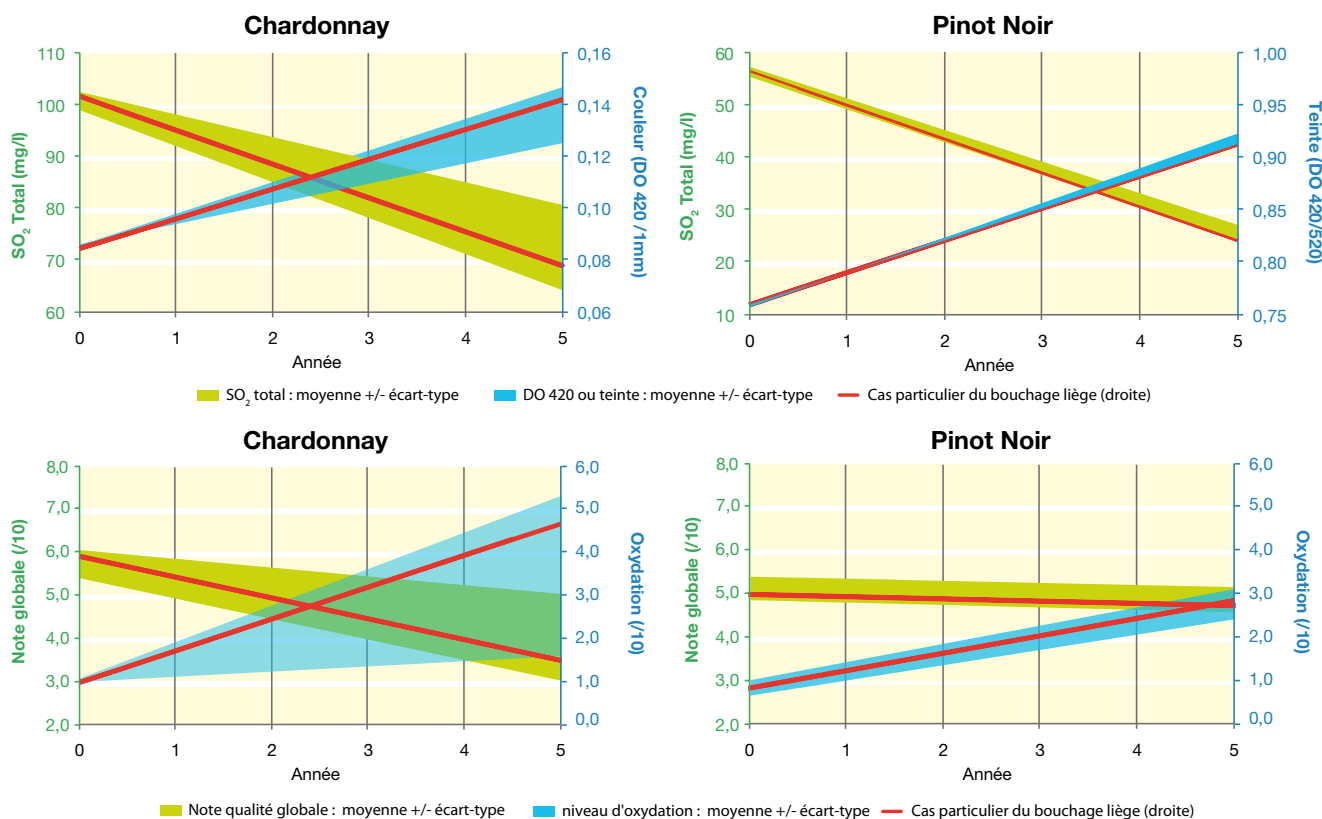 Chardonnay
110
100
90
80
70
60
SO2 Total (mg/l)
0,16
0,14
0,12
0,10
0,08
0,06
Couleur (DO 420 /1mm)
0 1 2 3 4 5
Année
Pinot Noir
60
50
40
30
20
10
SO2 Total (mg/l)
1,00
0,95
0,90
0,85
0,80
0,75
Teinte (DO 420/520)
0 1 2 3 4 5
Année
SO2 total : moyenne +/- écart-type DO 420 ou teinte : moyenne +/- écart-type Cas particulier du bouchage liège (droite)
Chardonnay
8,0
7,0
6,0
5,0
4,0
3,0
2,0
Note globale (/10)
6,0
5,0
4,0
3,0
2,0
1,0
0,0
Oxydation (/10)
0 1 2 3 4 5
Année
Pinot Noir
8,0
7,0
6,0
5,0
4,0
3,0
2,0
Note globale (/10)
6,0
5,0
4,0
3,0
2,0
1,0
0,0
Oxydation (/10)
0 1 2 3 4 5
Année
Note qualité globale : moyenne +/- écart-type niveau d'oxydation : moyenne +/- écart-type Cas particulier du bouchage liège (droite)